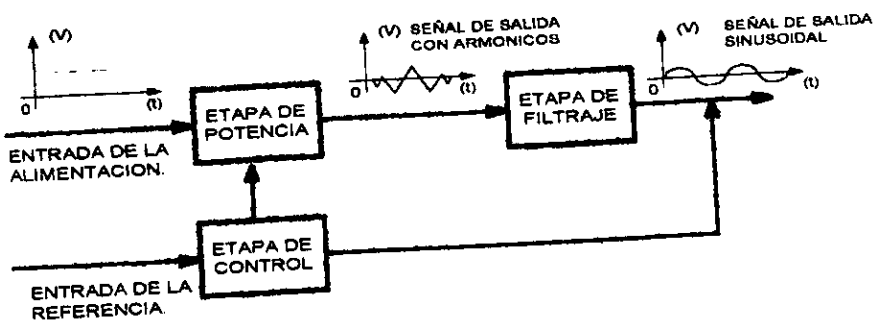 (V)
0
(t)
ENTRADA DE LA
ALIMENTACION.
ETAPA DE
POTENCIA
(V) SEÑAL DE SALIDA
CON ARMONICOS
0
(t)
ETAPA DE
FILTRAJE
(V)
SEÑAL DE SALIDA
SINUSOIDAL
0
(t)
ETAPA DE
CONTROL
ENTRADA DE LA
REFERENCIA.